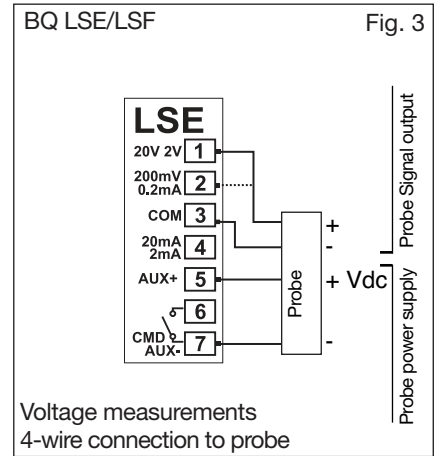 BQ LSE/LSF
Fig. 3
LSE
20V 2V 1
200mV
0.2mA 2
COM 3
20mA
2mA 4
AUX+ 5
6
CMD
AUX- 7
Probe
+
-
+ Vdc
-
Probe Signal output
Probe power supply
Voltage measurements
4-wire connection to probe